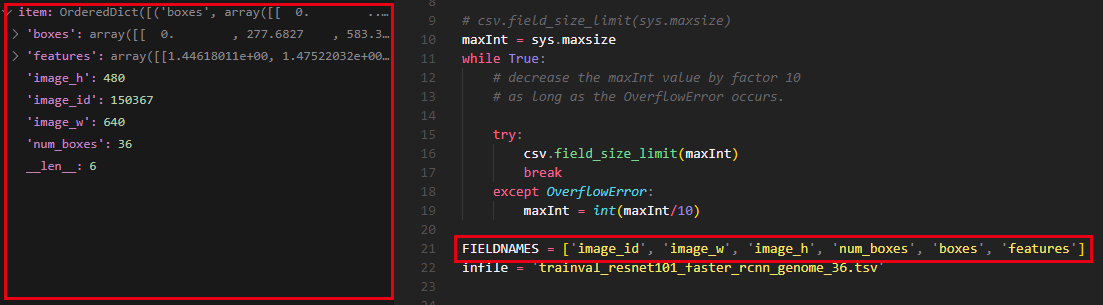 item: OrderedDict([('boxes', array([[ 0. ...
'boxes': array([[ 0. , 277.6827 , 583.3...
'features': array([[1.44618011e+00, 1.47522032e+00...
'image_h': 480
'image_id': 150367
'image_w': 640
'num_boxes': 36
__len__: 6
8
9 # csv.field_size_limit(sys.maxsize)
10 maxInt = sys.maxsize
11 while True:
12 # decrease the maxInt value by factor 10
13 # as long as the OverflowError occurs.
14
15 try:
16 csv.field_size_limit(maxInt)
17 break
18 except OverflowError:
19 maxInt = int(maxInt/10)
20
21 FIELDNAMES = ['image_id', 'image_w', 'image_h', 'num_boxes', 'boxes', 'features']
22 infile = 'trainval_resnet101_faster_rcnn_genome_36.tsv'
23
24